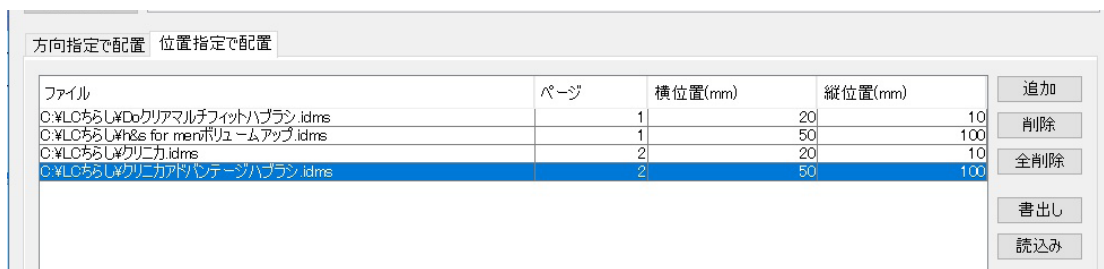 方向指定で配置 位置指定で配置
ファイル ページ 横位置(mm) 縦位置(mm)
C:¥LCちらし¥Doクリアマルチフィットハブラシ.idms 1 20 10
C:¥LCちらし¥h&s for menボリュームアップ.idms 1 50 100
C:¥LCちらし¥クリニカ.idms 2 20 10
C:¥LCちらし¥クリニカアドバンテージハブラシ.idms 2 50 100
追加
削除
全削除
書出し
読込み